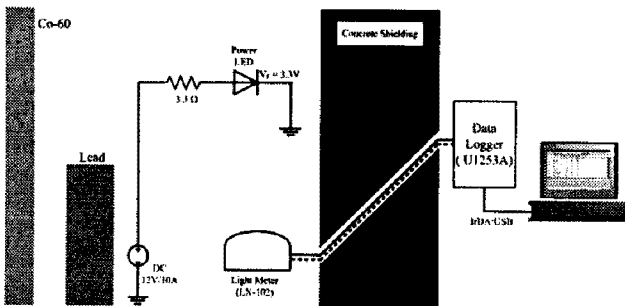 Co-60
Power
LED
V_F = 3.3V
3.3 Ω
Concrete Shielding
Data
Logger
(U1253A)
Lead
DC
12V/10A
Light Meter
(LX-102)
IrDA-USB